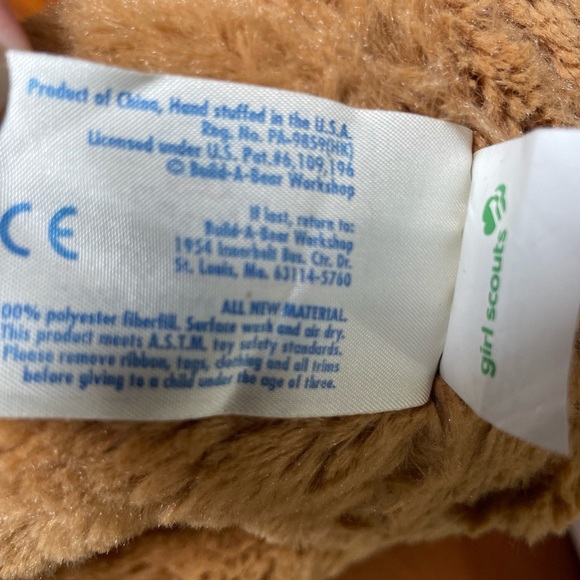 Product of China, Hand stuffed in the U.S.A.
Reg. No. PA-9859(HK)
Licensed under U.S. Pat.#6,109,196
© Build-A-Bear Workshop
If lost, return to:
Build-A-Bear Workshop
1954 Innerbelt Bus. Ctr. Dr.
St. Louis, Mo. 63114-5760
CE
ALL NEW MATERIAL.
00% polyester fiberfill. Surface wash and air dry.
This product meets A.S.T.M. toy safety standards.
Please remove ribbon, tags, clothing and all trims
before giving to a child under the age of three.
girl scouts